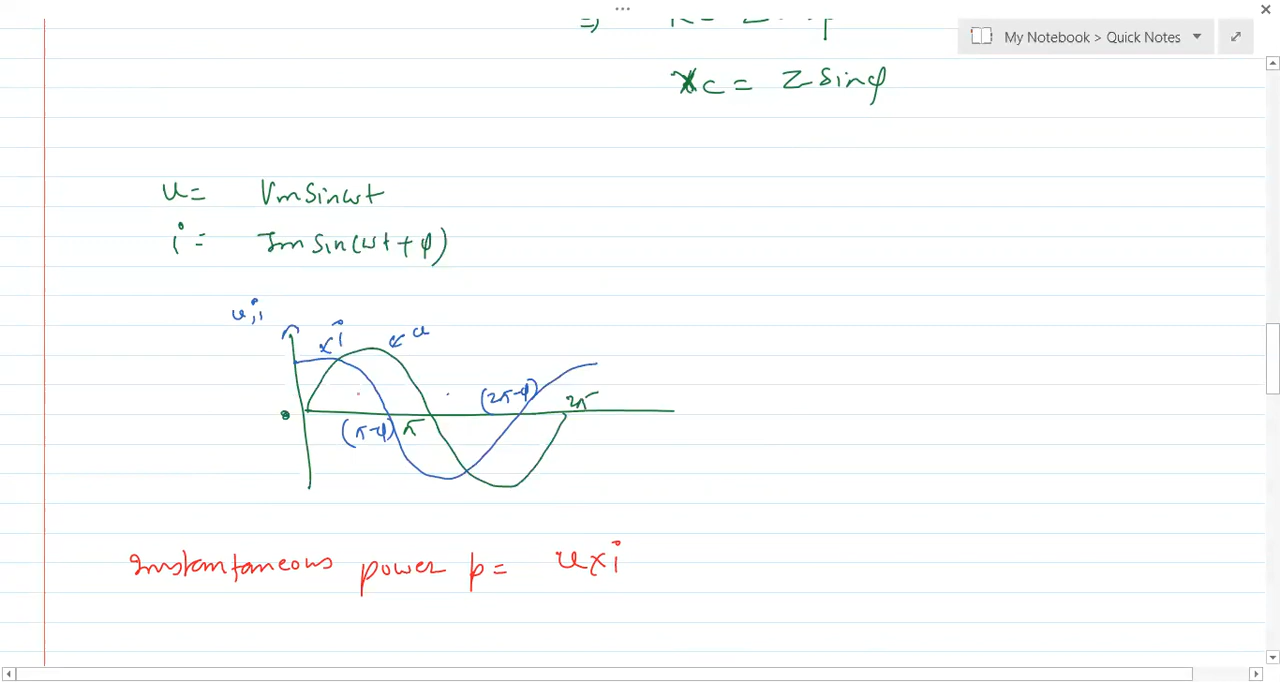 My Notebook > Quick Notes
Xc = Z Sinφ
v = Vm Sinωt
i = Im Sin(ωt + φ)
v, i
i
v
(2π-φ)
2π
(π-φ)
π
0
Instantaneous power p = v x i